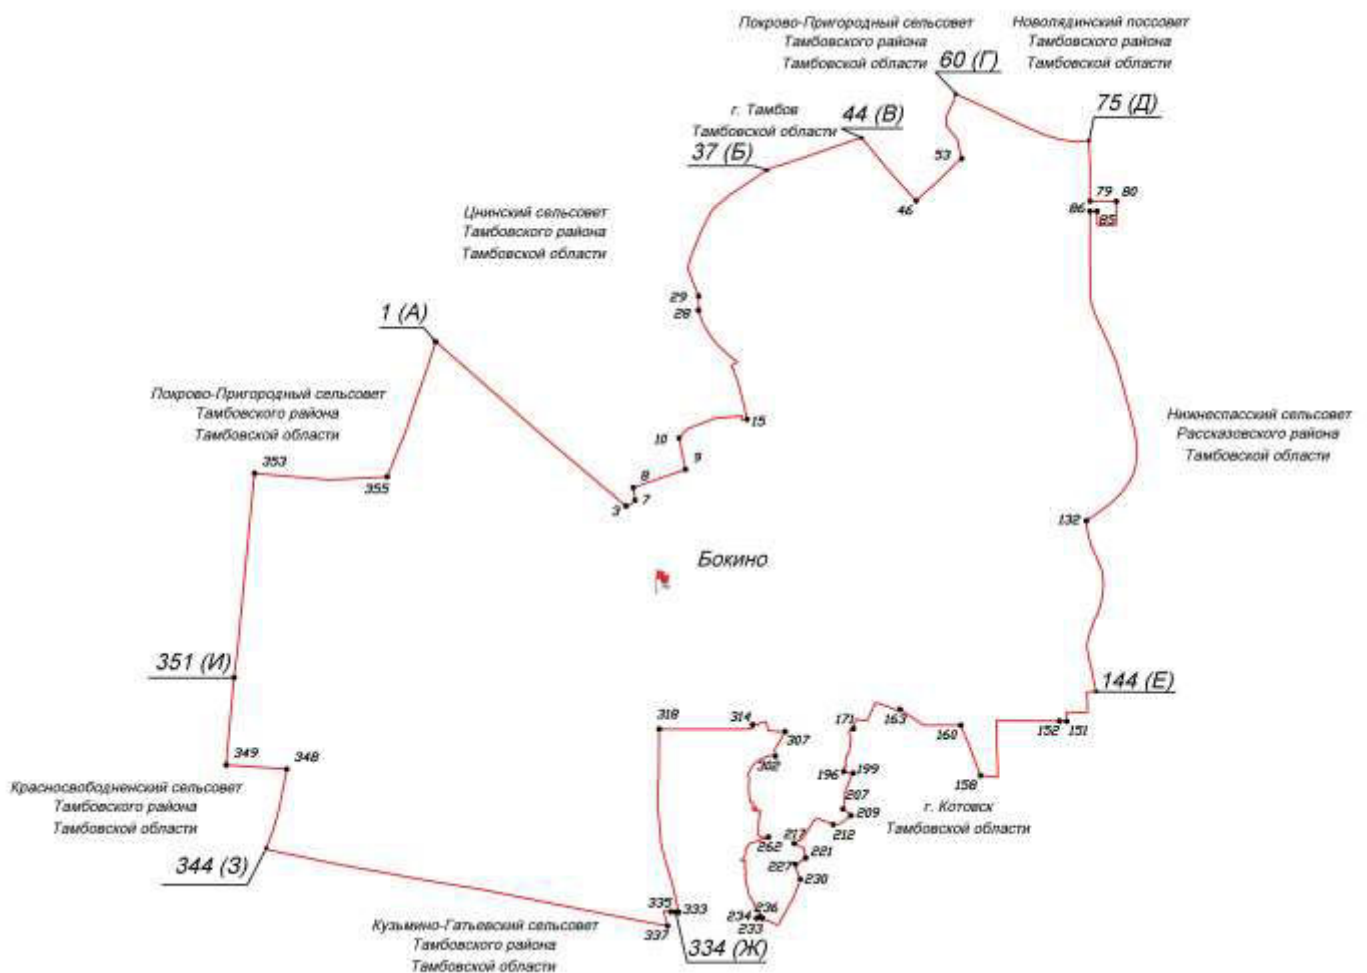 Покрово-Пригородный сельсовет
Тамбовского района
Тамбовской области
Новолядинский поссовет
Тамбовского района
Тамбовской области
60 (Г)
г. Тамбов
Тамбовской области
44 (В)
75 (Д)
37 (Б)
53
46
79
80
86
85
Цнинский сельсовет
Тамбовского района
Тамбовской области
29
28
1 (А)
Покрово-Пригородный сельсовет
Тамбовского района
Тамбовской области
Нижнеспасский сельсовет
Рассказовского района
Тамбовской области
15
10
9
8
7
3
353
355
132
Бокино
351 (И)
144 (Е)
318
314
307
302
171
163
160
152
151
158
196
199
207
209
212
г. Котовск
Тамбовской области
349
348
Красносвободненский сельсовет
Тамбовского района
Тамбовской области
344 (З)
217
262
221
227
230
335
333
337
334 (Ж)
234
236
233
Кузьмино-Гатьевский сельсовет
Тамбовского района
Тамбовской области